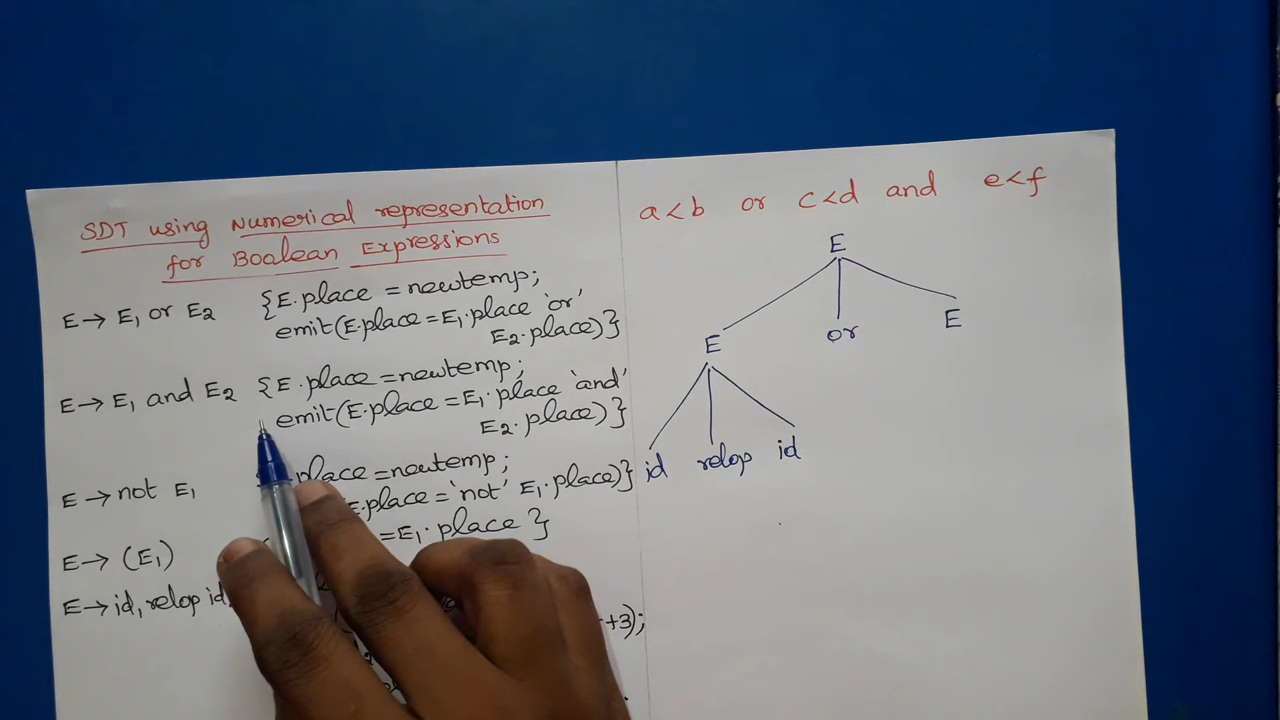 SDT using Numerical representation
for Boolean Expressions
E → E₁ or E₂ {E.place = newtemp;
emit(E.place = E₁.place 'or'
E₂.place)}
E → E₁ and E₂ {E.place = newtemp;
emit(E.place = E₁.place 'and'
E₂.place)}
E → not E₁ place = newtemp;
E.place = 'not' E₁.place)}
E → (E₁) = E₁.place }
E → id₁ relop id
+3);
a < b or c < d and e < f
E
E or E
id relop id